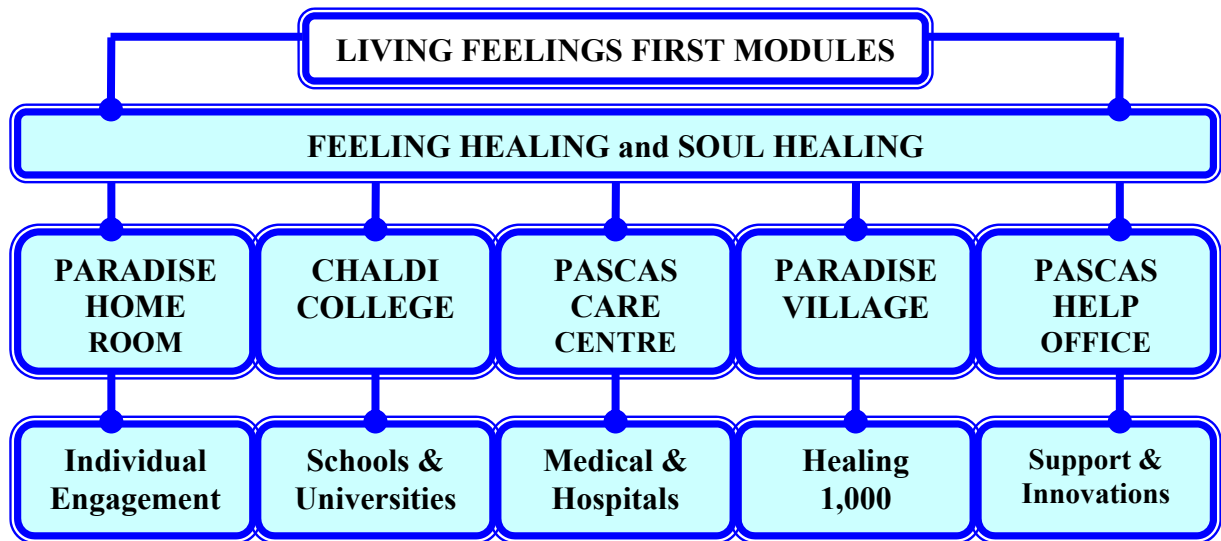 LIVING FEELINGS FIRST MODULES
FEELING HEALING and SOUL HEALING
PARADISE
HOME
ROOM
CHALDI
COLLEGE
PASCAS
CARE
CENTRE
PARADISE
VILLAGE
PASCAS
HELP
OFFICE
Individual
Engagement
Schools &
Universities
Medical &
Hospitals
Healing
1,000
Support &
Innovations